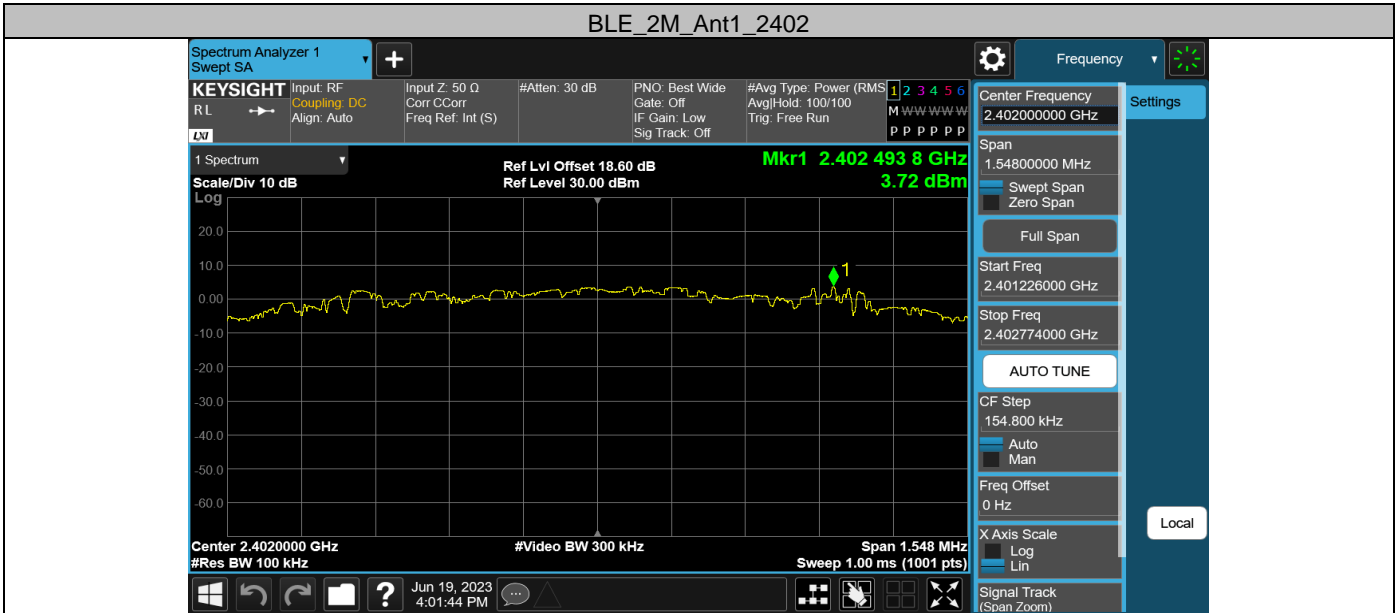 BLE_2M_Ant1_2402
Spectrum Analyzer 1
Swept SA
Frequency
KEYSIGHT
R L
LXI
Input: RF
Coupling: DC
Align: Auto
Input Z: 50 Ω
Corr CCorr
Freq Ref: Int (S)
#Atten: 30 dB
PNO: Best Wide
Gate: Off
IF Gain: Low
Sig Track: Off
#Avg Type: Power (RMS
Avg|Hold: 100/100
Trig: Free Run
1 2 3 4 5 6
M W W W W W
P P P P P P
1 Spectrum
Scale/Div 10 dB
Log
Ref Lvl Offset 18.60 dB
Ref Level 30.00 dBm
Mkr1 2.402 493 8 GHz
3.72 dBm
20.0
10.0
0.00
-10.0
-20.0
-30.0
-40.0
-50.0
-60.0
1
Center 2.4020000 GHz
#Res BW 100 kHz
#Video BW 300 kHz
Span 1.548 MHz
Sweep 1.00 ms (1001 pts)
Center Frequency
2.402000000 GHz
Span
1.54800000 MHz
Swept Span
Zero Span
Full Span
Start Freq
2.401226000 GHz
Stop Freq
2.402774000 GHz
AUTO TUNE
CF Step
154.800 kHz
Auto
Man
Freq Offset
0 Hz
X Axis Scale
Log
Lin
Signal Track
(Span Zoom)
Settings
Local
?
Jun 19, 2023
4:01:44 PM